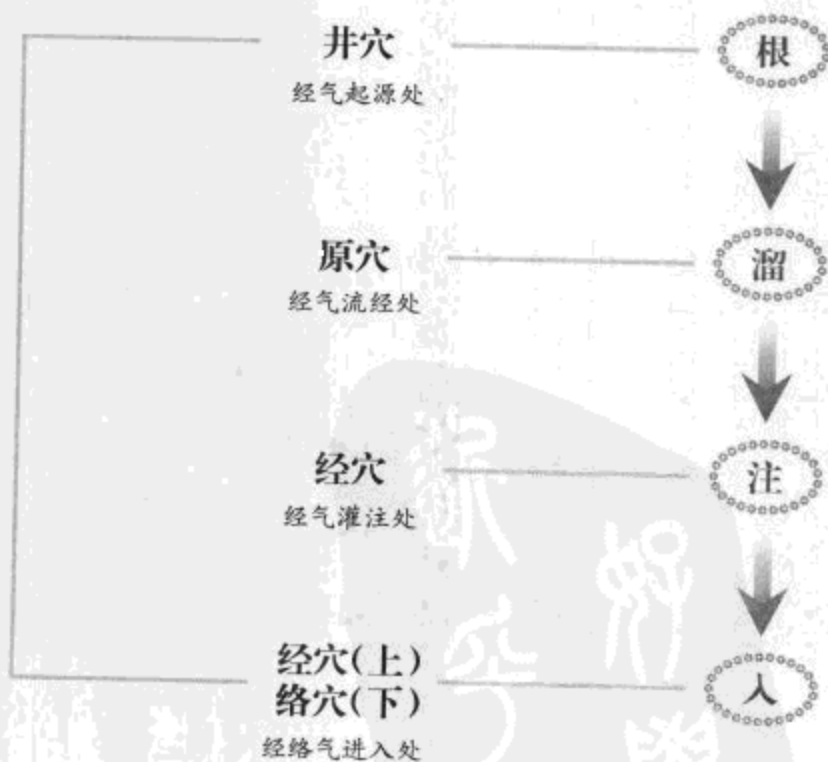 井穴 根
经气起源处
原穴 溜
经气流经处
经穴 注
经气灌注处
经穴(上)
络穴(下) 入
经络气进入处